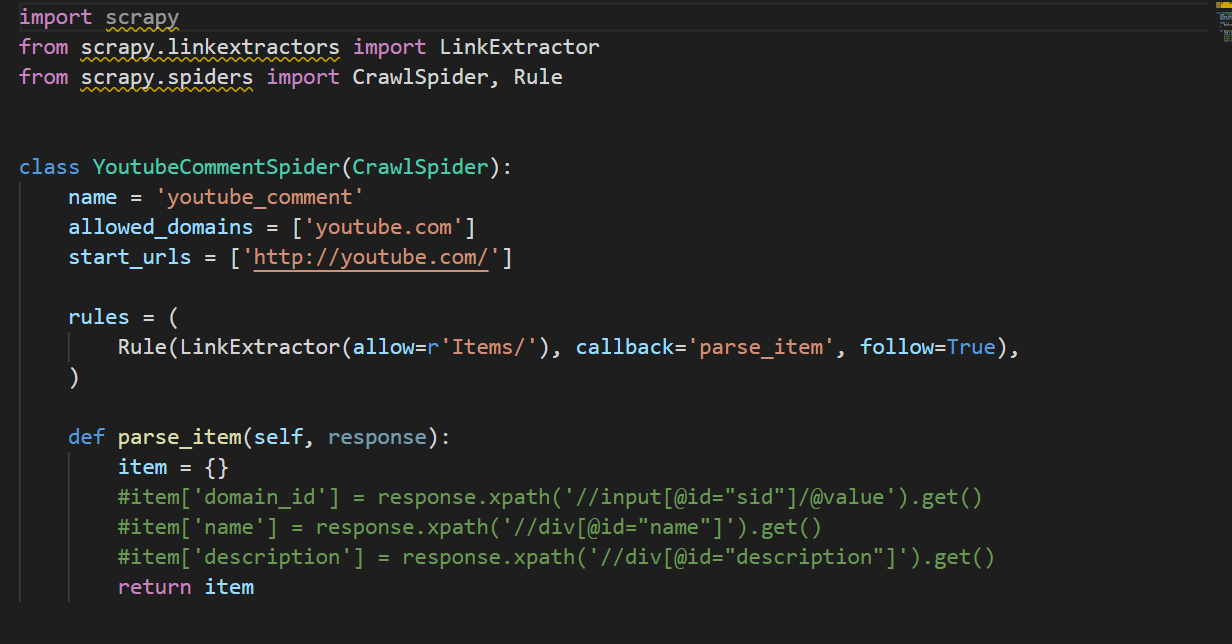 import scrapy
from scrapy.linkextractors import LinkExtractor
from scrapy.spiders import CrawlSpider, Rule
class YoutubeCommentSpider(CrawlSpider):
    name = 'youtube_comment'
    allowed_domains = ['youtube.com']
    start_urls = ['http://youtube.com/']
    rules = (
        Rule(LinkExtractor(allow=r'Items/'), callback='parse_item', follow=True),
    )
    def parse_item(self, response):
        item = {}
        #item['domain_id'] = response.xpath('//input[@id="sid"]/@value').get()
        #item['name'] = response.xpath('//div[@id="name"]').get()
        #item['description'] = response.xpath('//div[@id="description"]').get()
        return item